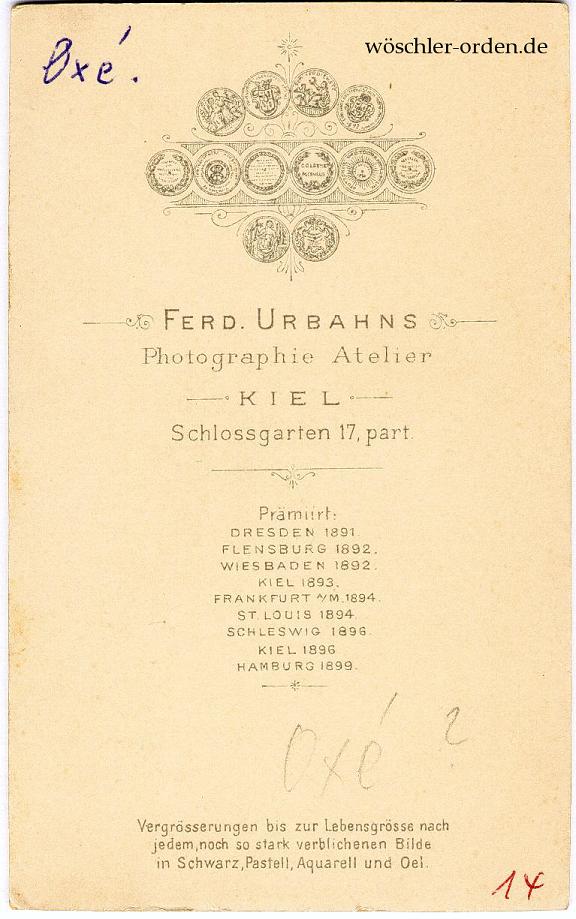 Oxé.
wöschler-orden.de
FERD. URBAHNS
Photographie Atelier
KIEL
Schlossgarten 17, part.
Prämiirt:
DRESDEN 1891.
FLENSBURG 1892.
WIESBADEN 1892.
KIEL 1893.
FRANKFURT A/M. 1894.
ST. LOUIS 1894.
SCHLESWIG 1896.
KIEL 1896
HAMBURG 1899.
Oxé ?
Vergrösserungen bis zur Lebensgrösse nach
jedem, noch so stark verblichenen Bilde
in Schwarz, Pastell, Aquarell und Oel.
14